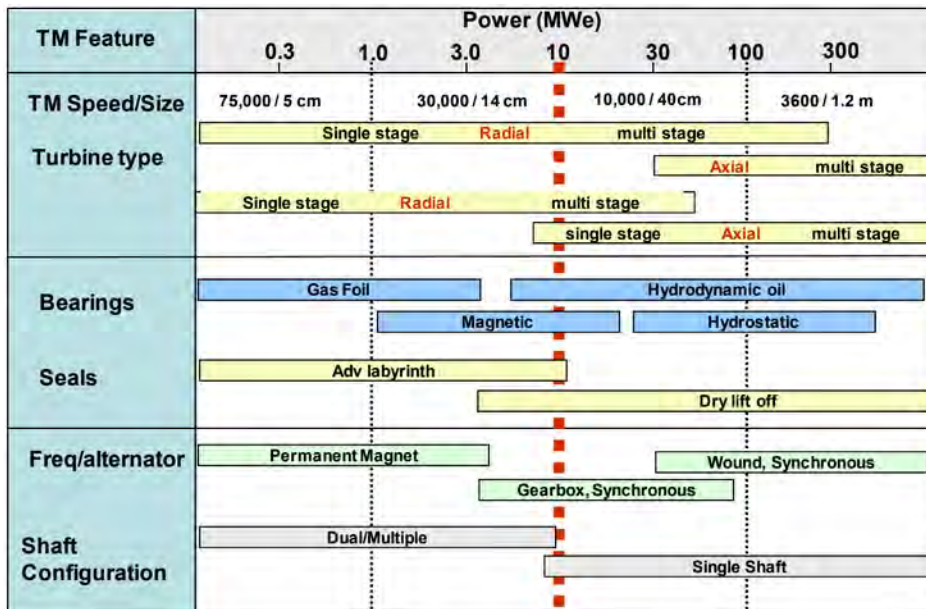 TM Feature
Power (MWe)
0.3 1.0 3.0 10 30 100 300
TM Speed/Size
75,000 / 5 cm 30,000 / 14 cm 10,000 / 40cm 3600 / 1.2 m
Single stage Radial multi stage
Turbine type
Axial multi stage
Single stage Radial multi stage
single stage Axial multi stage
Bearings
Gas Foil Hydrodynamic oil
Magnetic Hydrostatic
Seals
Adv labyrinth
Dry lift off
Freq/alternator
Permanent Magnet Wound, Synchronous
Gearbox, Synchronous
Shaft
Configuration
Dual/Multiple
Single Shaft